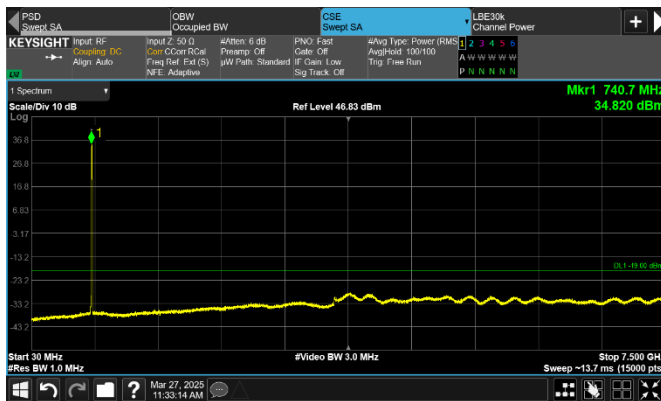 PSD
Swept SA
OBW
Occupied BW
CSE
Swept SA
LBE30k
Channel Power
KEYSIGHT
Input: RF
Coupling: DC
Align: Auto
Input Z: 50 Ω
Corr CCorr RCal
Freq Ref: Ext (S)
NFE: Adaptive
#Atten: 6 dB
Preamp: Off
µW Path: Standard
PNO: Fast
Gate: Off
IF Gain: Low
Sig Track: Off
#Avg Type: Power (RMS
Avg|Hold: 100/100
Trig: Free Run
1 2 3 4 5 6
A W W W W W
P N N N N N
1 Spectrum
Scale/Div 10 dB
Ref Level 46.83 dBm
Mkr1 740.7 MHz
34.820 dBm
Log
1
36.8
26.8
16.8
6.83
-3.17
-13.2
-23.2
-33.2
-43.2
DL1 -19.00 dBm
Start 30 MHz
#Video BW 3.0 MHz
Stop 7.500 GH
#Res BW 1.0 MHz
Sweep ~13.7 ms (15000 pts
?
Mar 27, 2025
11:33:14 AM